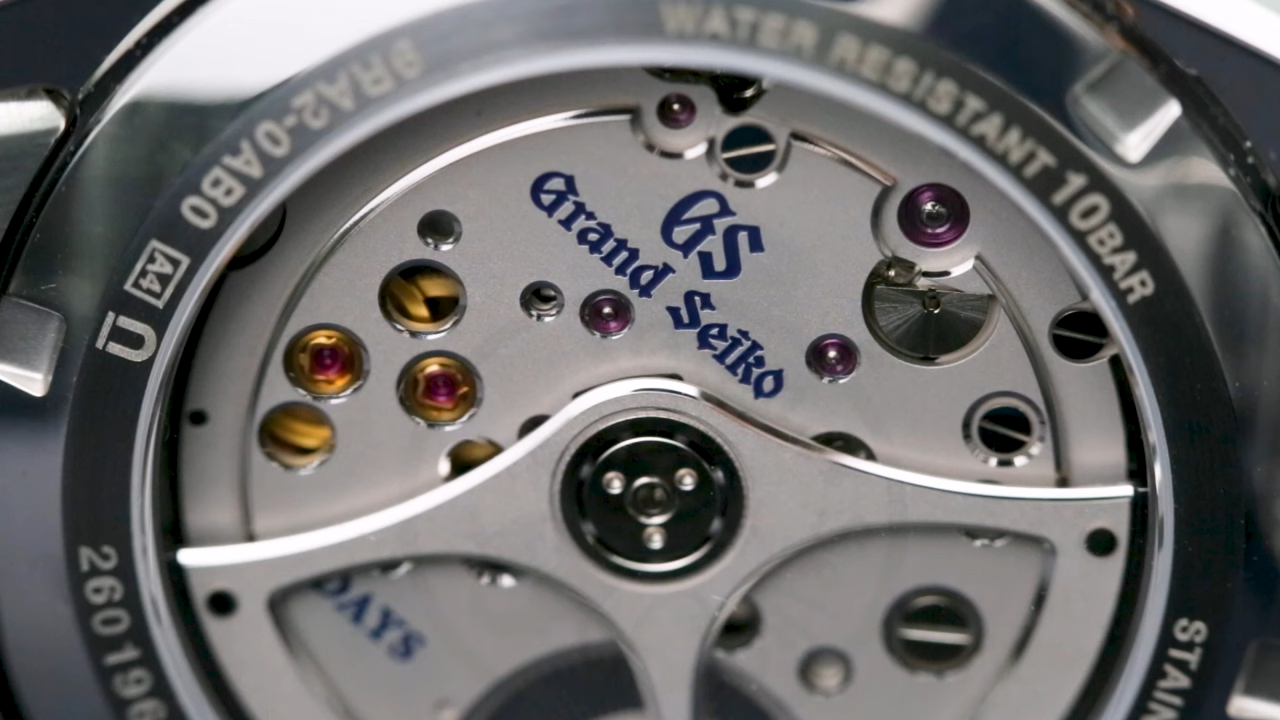 WATER RESISTANT 10BAR
9RA2-0AB0
A4
GS
Grand
Seiko
DAYS
260196
STAIN